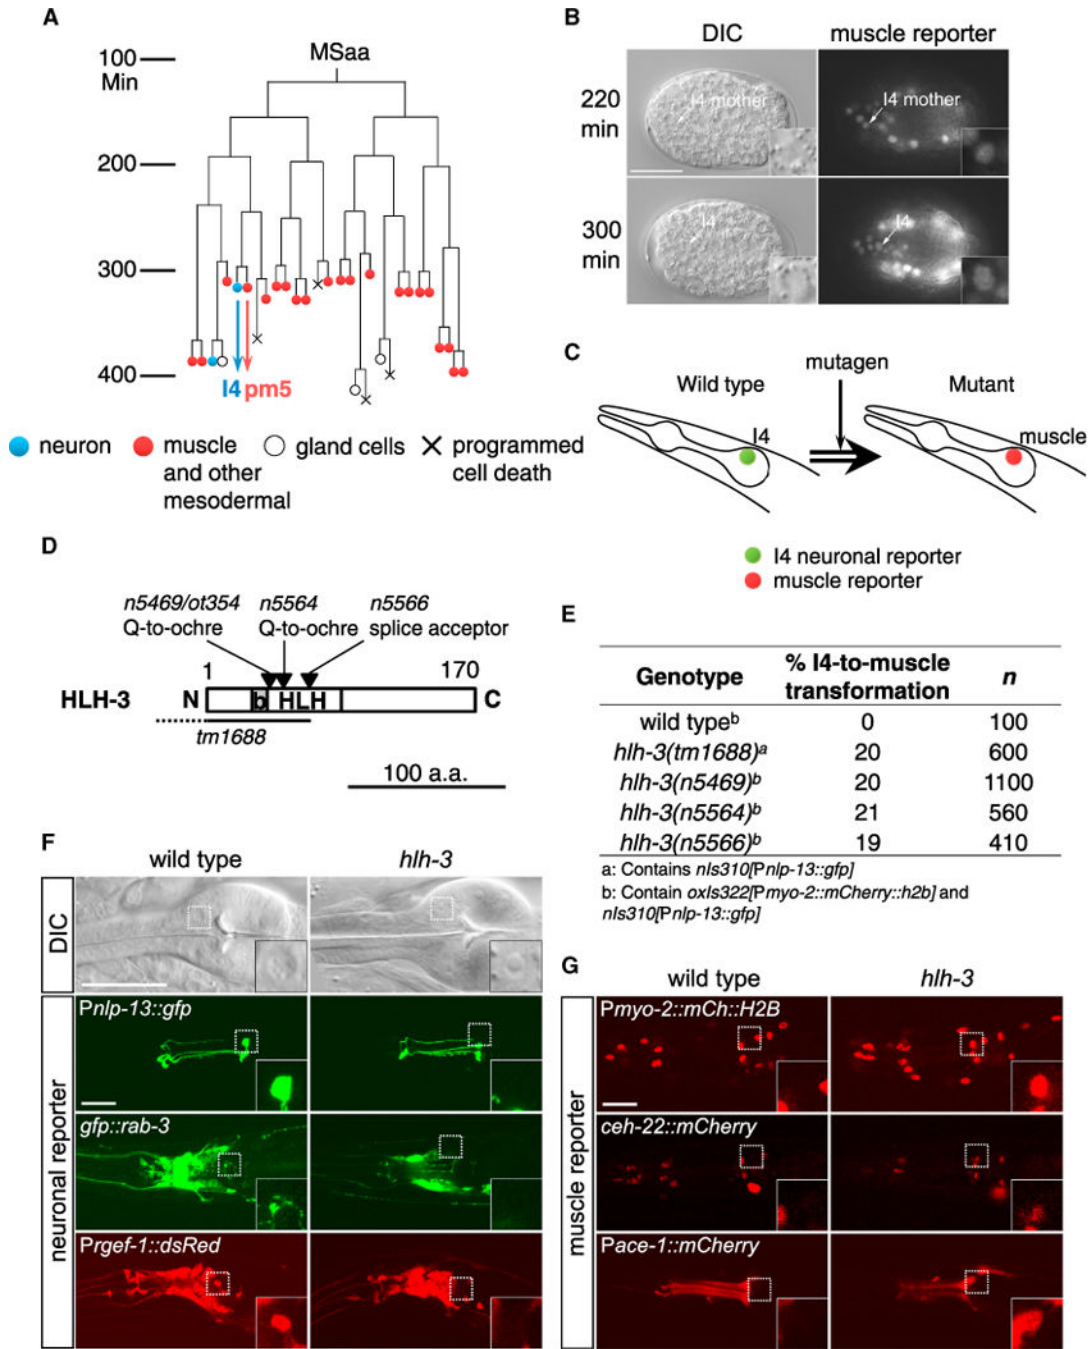 A
100
Min
MSaa
200
300
400
I4 pm5
neuron
muscle
and other
mesodermal
gland cells
programmed
cell death
B
DIC
muscle reporter
220
min
I4 mother
I4 mother
300
min
I4
I4
C
mutagen
Wild type
Mutant
I4
muscle
I4 neuronal reporter
muscle reporter
D
n5469/ot354
Q-to-ochre
n5564
Q-to-ochre
n5566
splice acceptor
1
170
HLH-3
N
b
HLH
C
tm1688
100 a.a.
E
Genotype % I4-to-muscle transformation n
wild typeᵇ 0 100
hlh-3(tm1688)ᵃ 20 600
hlh-3(n5469)ᵇ 20 1100
hlh-3(n5564)ᵇ 21 560
hlh-3(n5566)ᵇ 19 410
a: Contains nIs310[Pnlp-13::gfp]
b: Contain oxIs322[Pmyo-2::mCherry::h2b] and
nIs310[Pnlp-13::gfp]
F
wild type
hlh-3
DIC
neuronal reporter
Pnlp-13::gfp
gfp::rab-3
Prgef-1::dsRed
G
wild type
hlh-3
muscle reporter
Pmyo-2::mCh::H2B
ceh-22::mCherry
Pace-1::mCherry